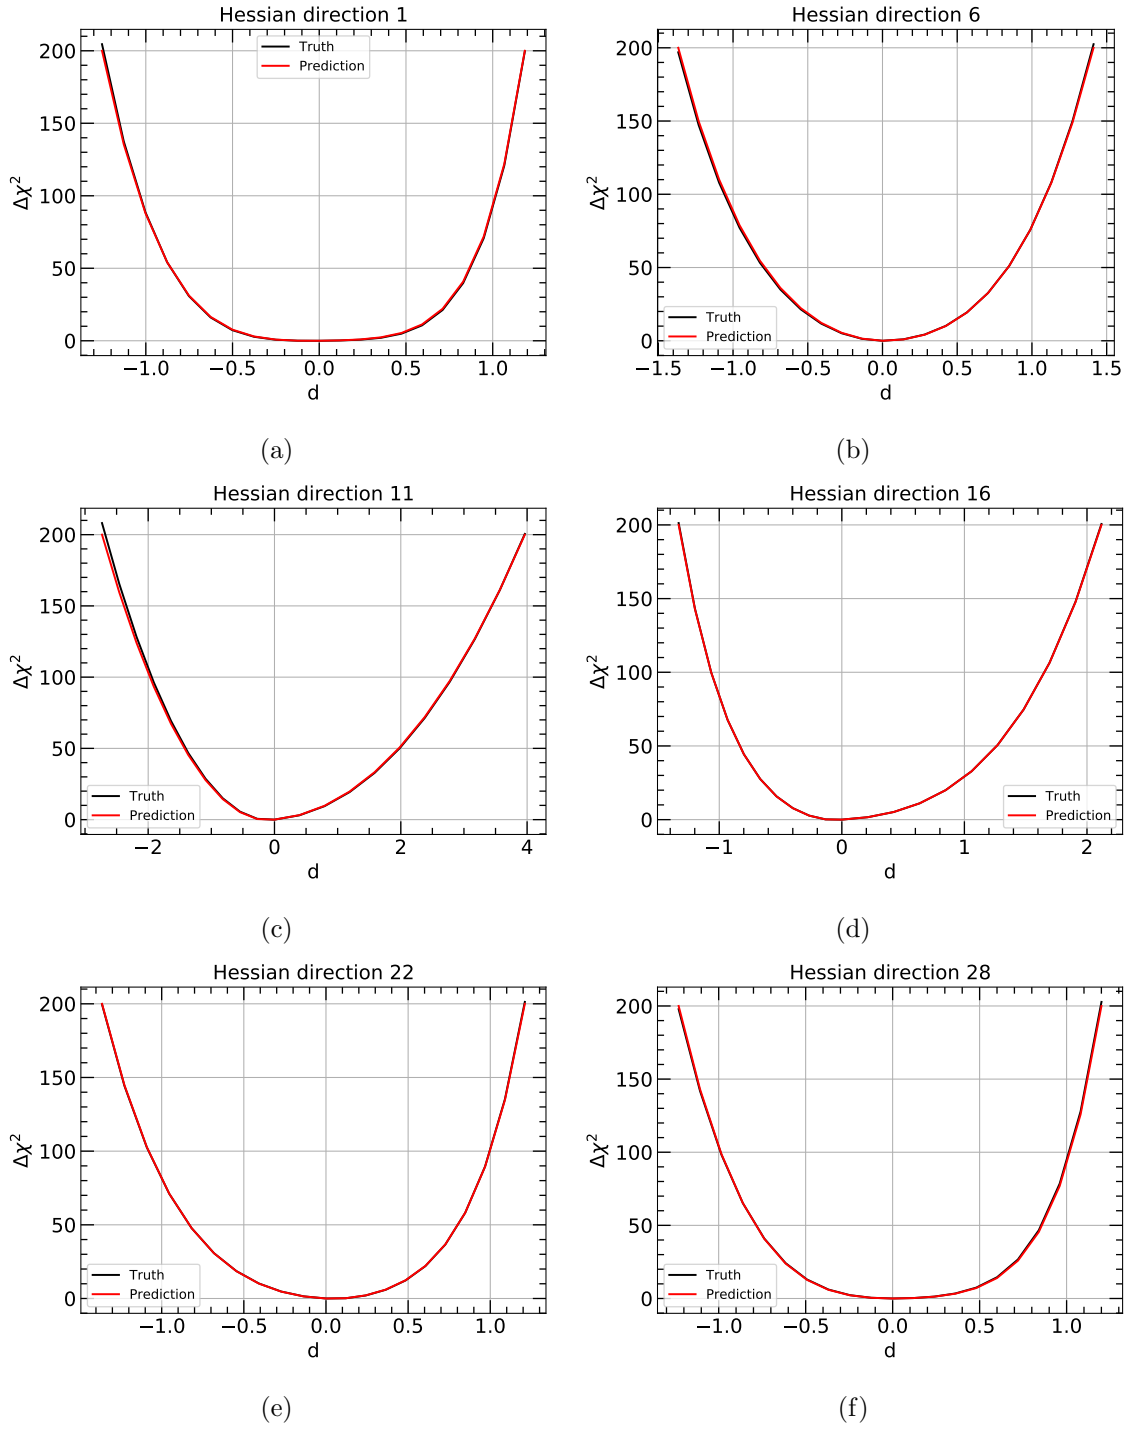 Hessian direction 1
Truth
Prediction
200
150
100
50
0
Δχ²
−1.0 −0.5 0.0 0.5 1.0
d
(a)
Hessian direction 6
200
150
100
50
0
Δχ²
Truth
Prediction
−1.5 −1.0 −0.5 0.0 0.5 1.0 1.5
d
(b)
Hessian direction 11
200
150
100
50
0
Δχ²
Truth
Prediction
−2 0 2 4
d
(c)
Hessian direction 16
200
150
100
50
0
Δχ²
Truth
Prediction
−1 0 1 2
d
(d)
Hessian direction 22
200
150
100
50
0
Δχ²
Truth
Prediction
−1.0 −0.5 0.0 0.5 1.0
d
(e)
Hessian direction 28
200
150
100
50
0
Δχ²
Truth
Prediction
−1.0 −0.5 0.0 0.5 1.0
d
(f)